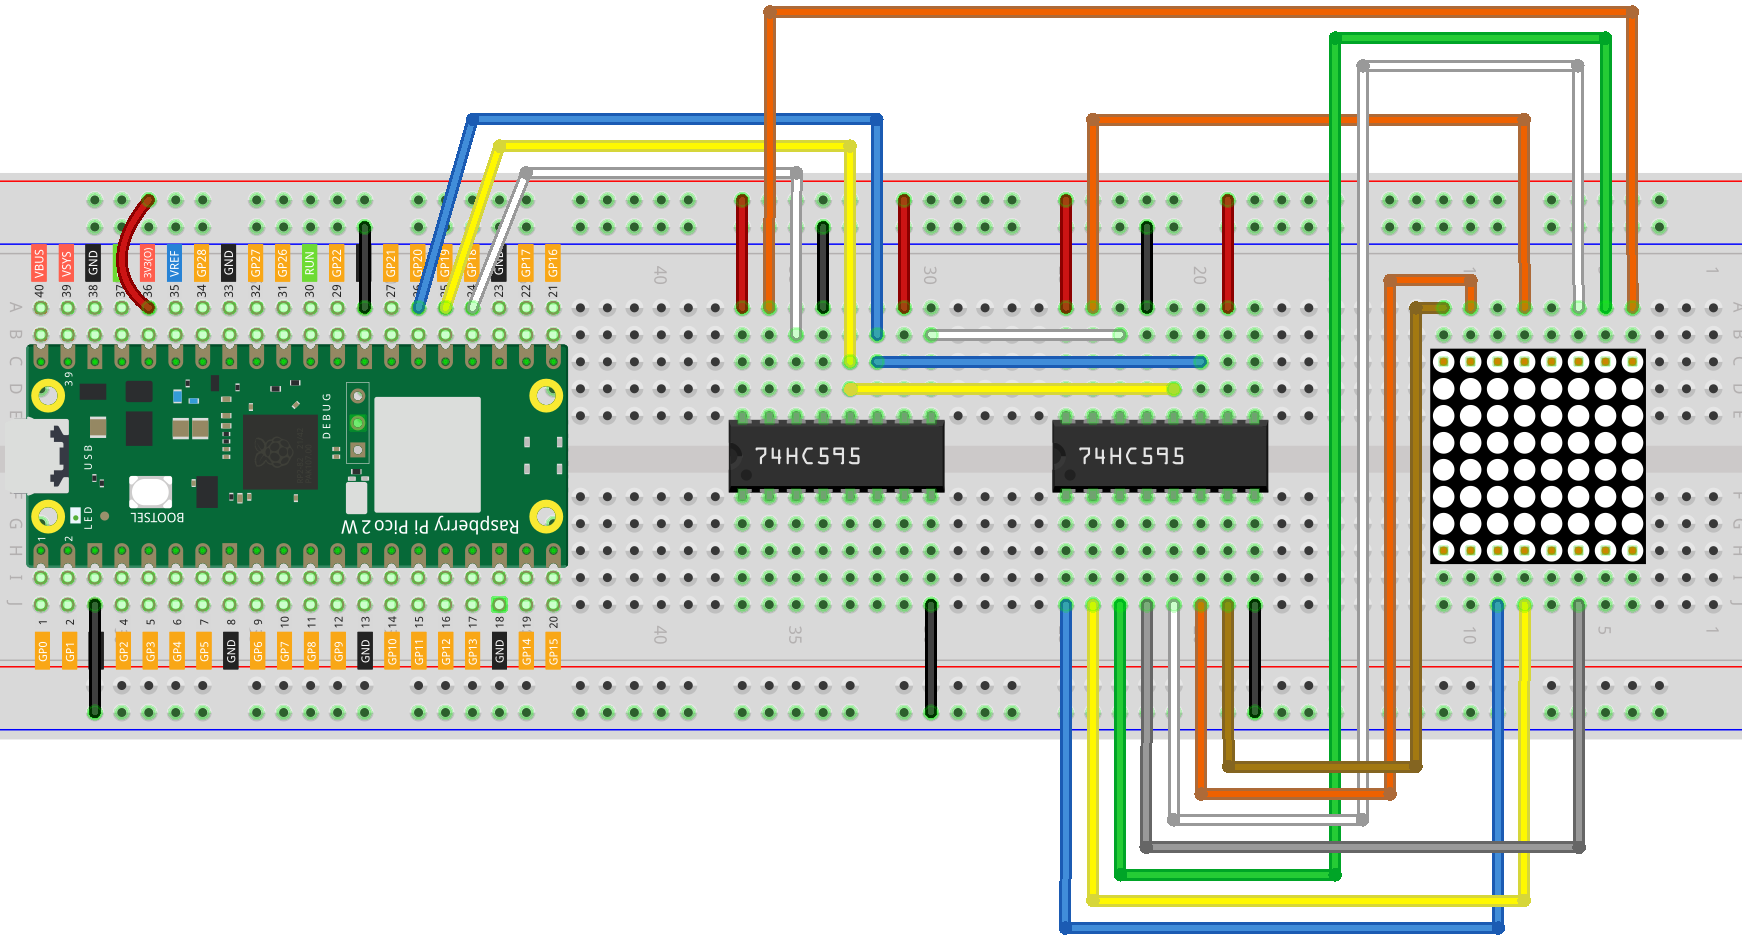 VBUS
VSYS
GND
3V3(O)
VREF
GP28
GND
GP27
GP26
RUN
GP22
GP21
GP20
GP19
GP18
GND
GP17
GP16
40 39 38 37 36 35 34 33 32 31 30 29 27 26 25 24 23 22 21
40 30 20 10 1
A A
B B
C C
D D
E E
39
DEBUG
USB
74HC595
74HC595
LED
BOOTSEL
Raspberry Pi Pico 2 W
1 2
F F
G G
H H
I I
J J
1 2 4 5 6 7 8 9 10 11 12 13 14 15 16 17 18 19 20
40 35 10 5 1
GP0
GP1
GP2
GP3
GP4
GP5
GND
GP6
GP7
GP8
GP9
GND
GP10
GP11
GP12
GP13
GND
GP14
GP15